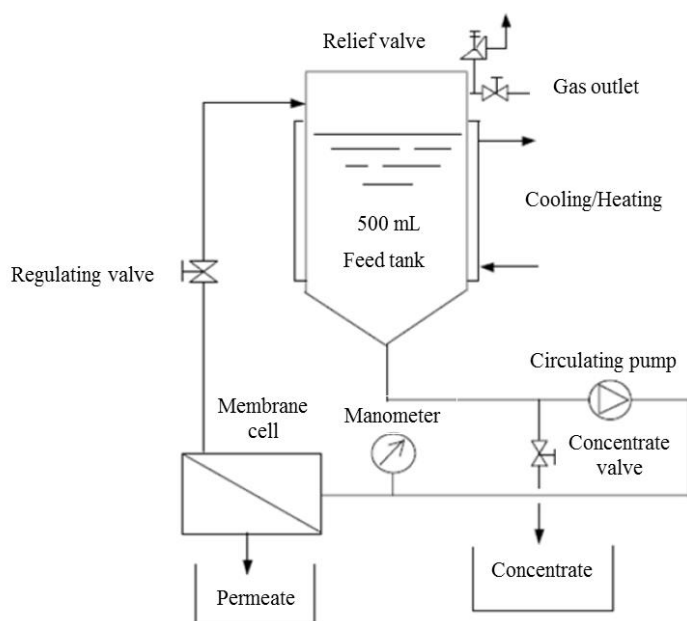 Relief valve
Gas outlet
Cooling/Heating
500 mL
Feed tank
Regulating valve
Circulating pump
Membrane
cell
Manometer
Concentrate
valve
Concentrate
Permeate